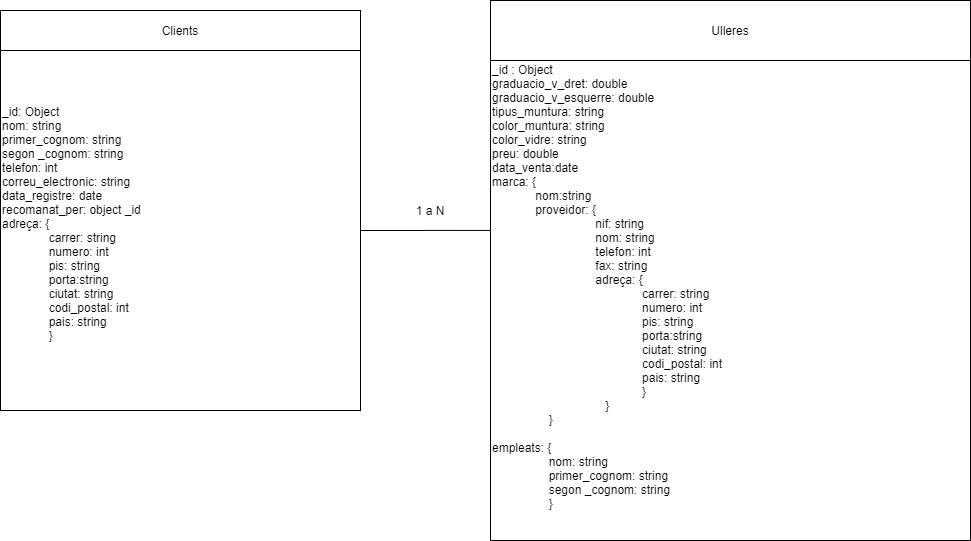 Clients
_id: Object
nom: string
primer_cognom: string
segon _cognom: string
telefon: int
correu_electronic: string
data_registre: date
recomanat_per: object _id
adreça: {
carrer: string
numero: int
pis: string
porta:string
ciutat: string
codi_postal: int
pais: string
}
1 a N
Ulleres
_id : Object
graduacio_v_dret: double
graduacio_v_esquerre: double
tipus_muntura: string
color_muntura: string
color_vidre: string
preu: double
data_venta:date
marca: {
nom:string
proveidor: {
nif: string
nom: string
telefon: int
fax: string
adreça: {
carrer: string
numero: int
pis: string
porta:string
ciutat: string
codi_postal: int
pais: string
}
}
}
empleats: {
nom: string
primer_cognom: string
segon _cognom: string
}